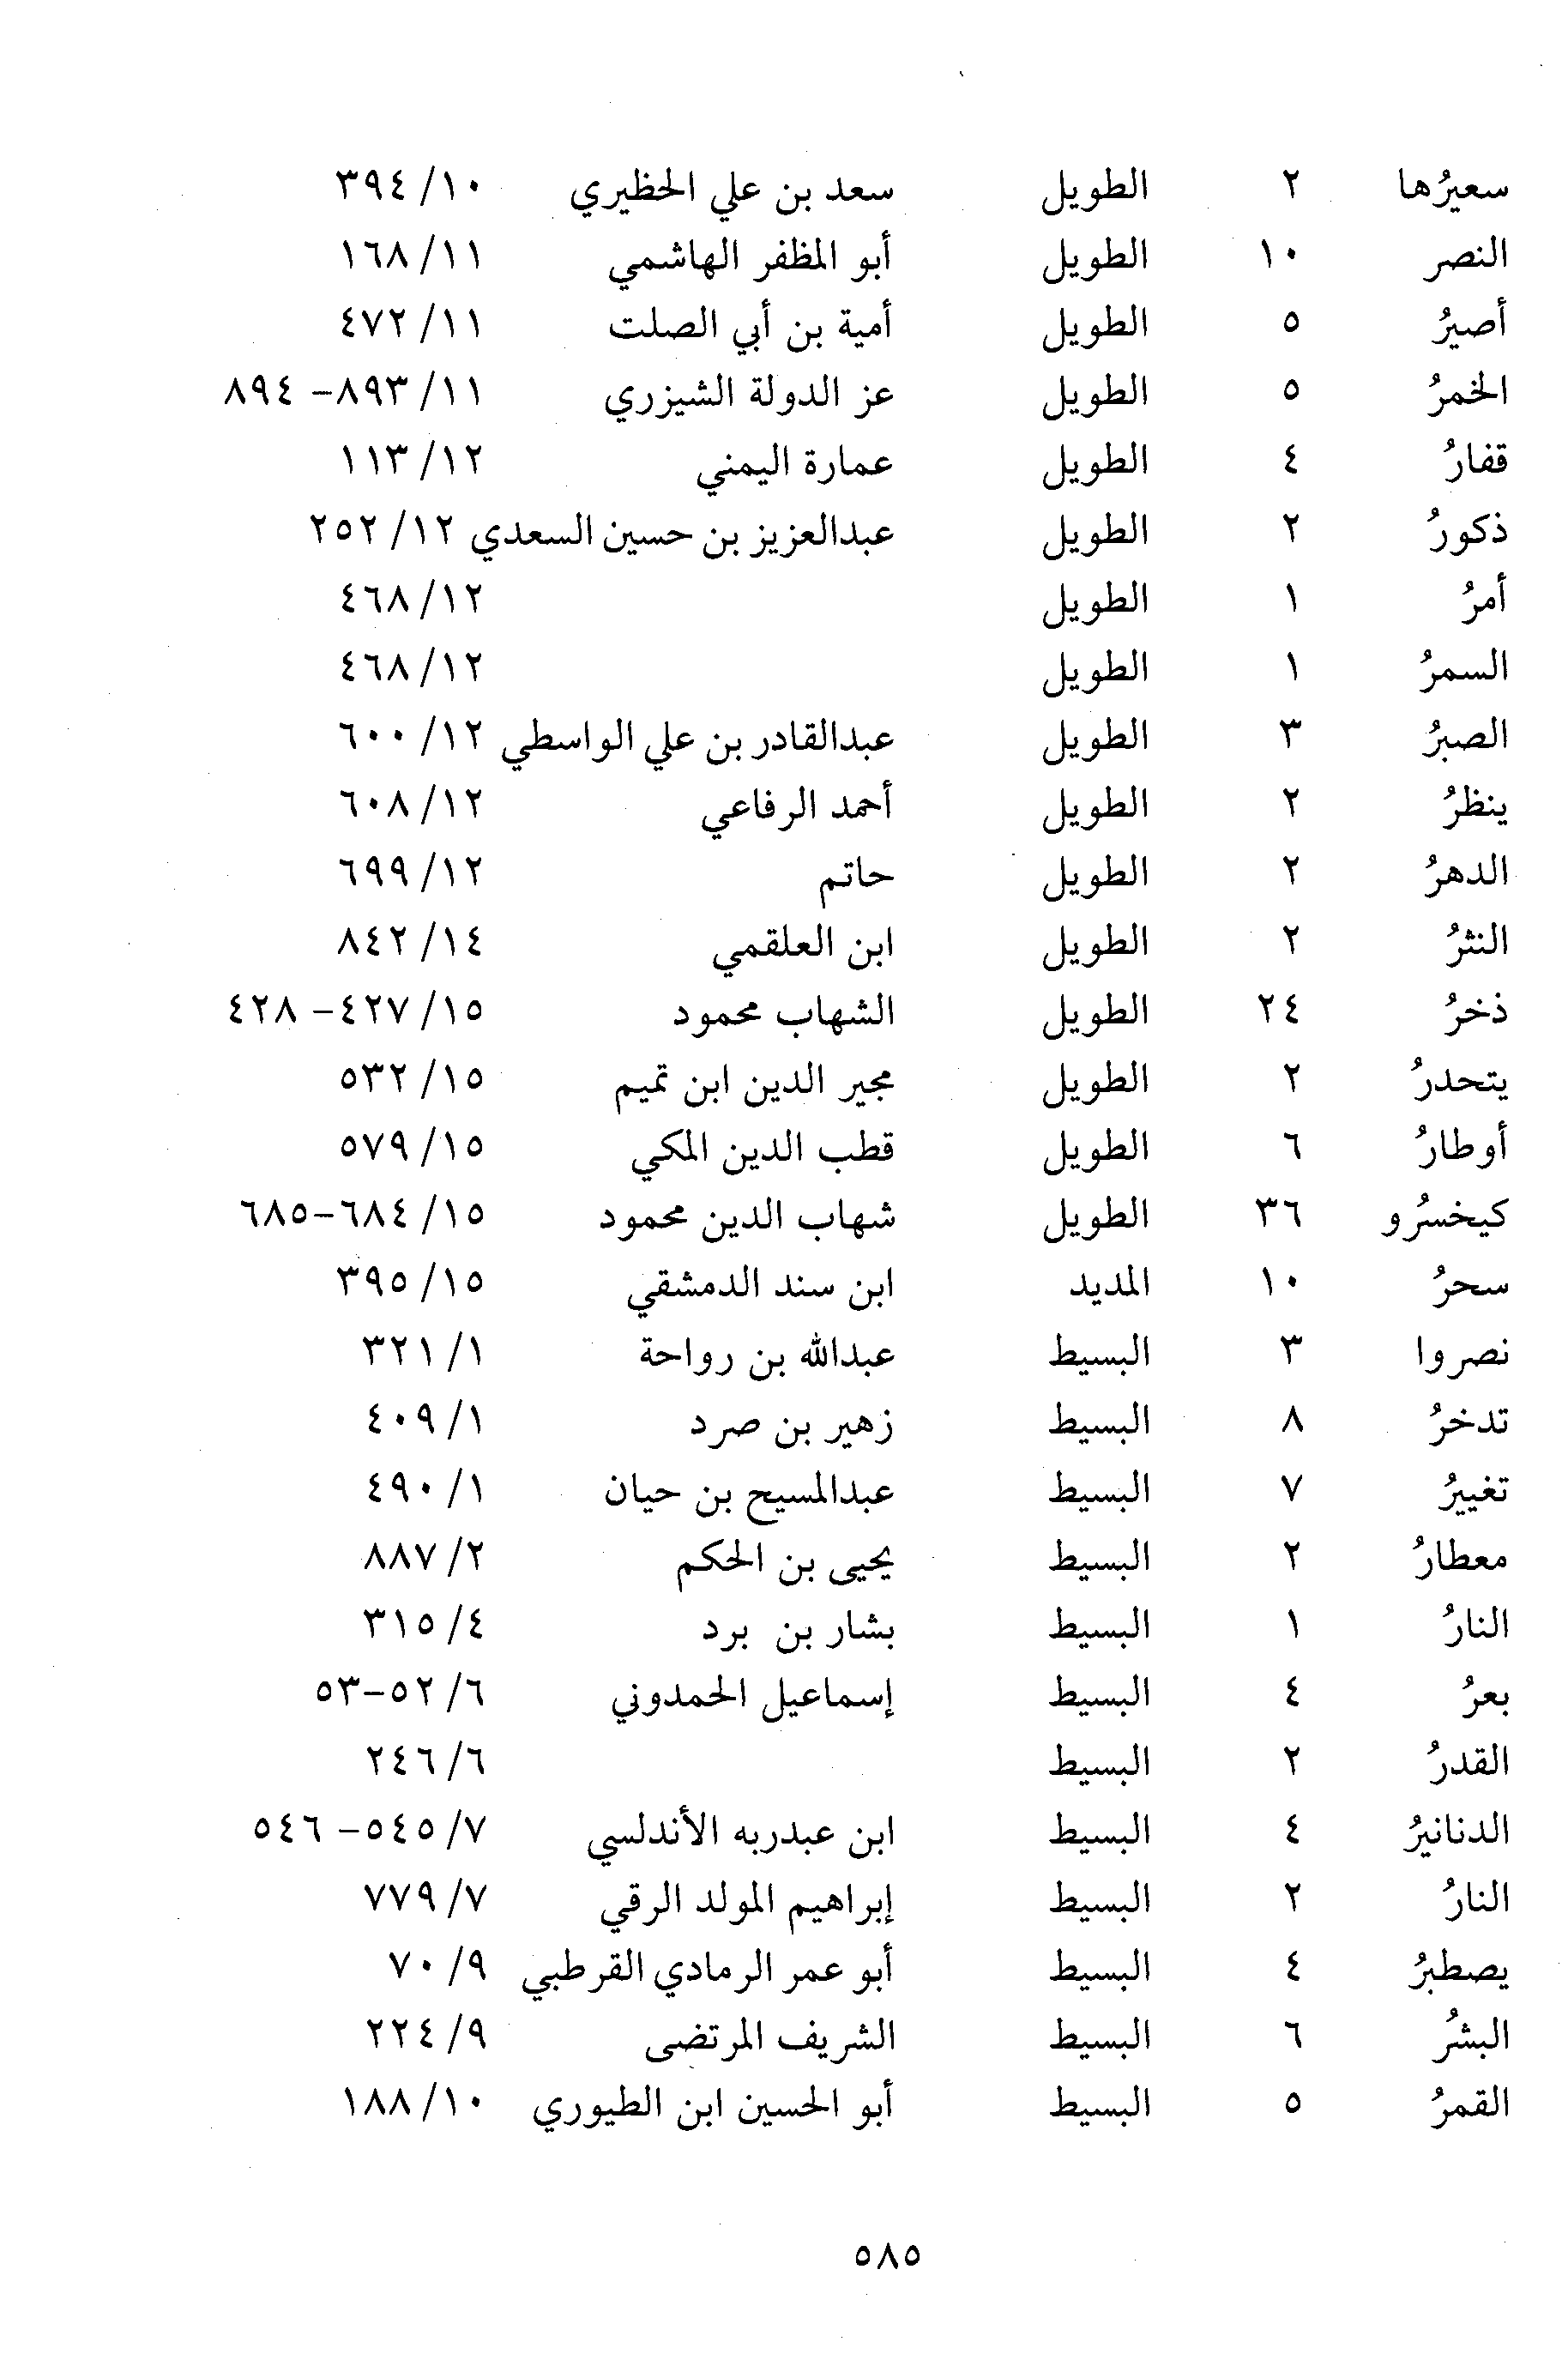 سعيرُها ٢ الطويل سعد بن علي الحظيري ١٠/ ٣٩٤
النصر ١٠ الطويل أبو المظفر الهاشمي ١١/ ١٦٨
أصيرُ ٥ الطويل أمية بن أبي الصلت ١١/ ٤٧٢
الخمرُ ٥ الطويل عز الدولة الشيزري ١١/ ٨٩٣- ٨٩٤
قفارُ ٤ الطويل عمارة اليمني ١٢/ ١١٣
ذكورُ ٢ الطويل عبدالعزيز بن حسين السعدي ١٢/ ٢٥٢
أمرُ ١ الطويل ١٢/ ٤٦٨
السمرُ ١ الطويل ١٢/ ٤٦٨
الصبرُ ٣ الطويل عبدالقادر بن علي الواسطي ١٢/ ٦٠٠
ينظرُ ٢ الطويل أحمد الرفاعي ١٢/ ٦٠٨
الدهرُ ٢ الطويل حاتم ١٢/ ٦٩٩
النثرُ ٢ الطويل ابن العلقمي ١٤/ ٨٤٢
ذخرُ ٢٤ الطويل الشهاب محمود ١٥/ ٤٢٧- ٤٢٨
يتحدرُ ٢ الطويل مجير الدين ابن تميم ١٥/ ٥٣٢
أوطارُ ٦ الطويل قطب الدين المكي ١٥/ ٥٧٩
كيخسرُو ٣٦ الطويل شهاب الدين محمود ١٥/ ٦٨٤-٦٨٥
سحرُ ١٠ المديد ابن سند الدمشقي ١٥/ ٣٩٥
نصروا ٣ البسيط عبدالله بن رواحة ١/ ٣٢١
تدخرُ ٨ البسيط زهير بن صرد ١/ ٤٠٩
تغييرُ ٧ البسيط عبدالمسيح بن حيان ١/ ٤٩٠
معطارُ ٢ البسيط يحيى بن الحكم ٢/ ٨٨٧
النارُ ١ البسيط بشار بن برد ٤/ ٣١٥
بعرُ ٤ البسيط إسماعيل الحمدوني ٦/ ٥٢-٥٣
القدرُ ٢ البسيط ٦/ ٢٤٦
الدنانيرُ ٤ البسيط ابن عبدربه الأندلسي ٧/ ٥٤٥- ٥٤٦
النارُ ٢ البسيط إبراهيم المولد الرقي ٧/ ٧٧٩
يصطبرُ ٤ البسيط أبو عمر الرمادي القرطبي ٩/ ٧٠
البشرُ ٦ البسيط الشريف المرتضى ٩/ ٢٢٤
القمرُ ٥ البسيط أبو الحسين ابن الطيوري ١٠/ ١٨٨
٥٨٥